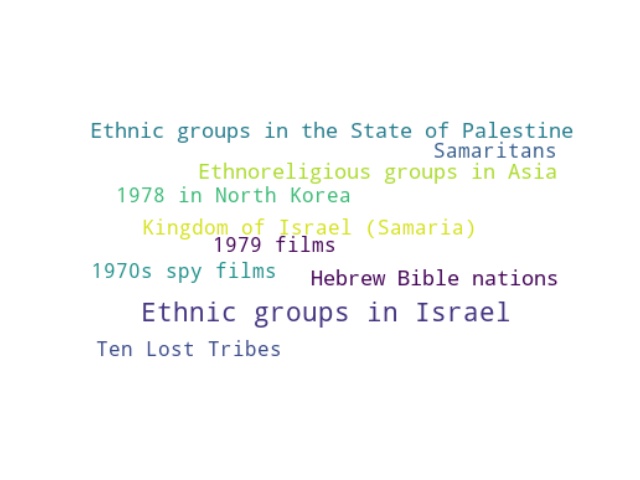 Ethnic groups in the State of Palestine
Samaritans
Ethnoreligious groups in Asia
1978 in North Korea
Kingdom of Israel (Samaria)
1979 films
1970s spy films
Hebrew Bible nations
Ethnic groups in Israel
Ten Lost Tribes